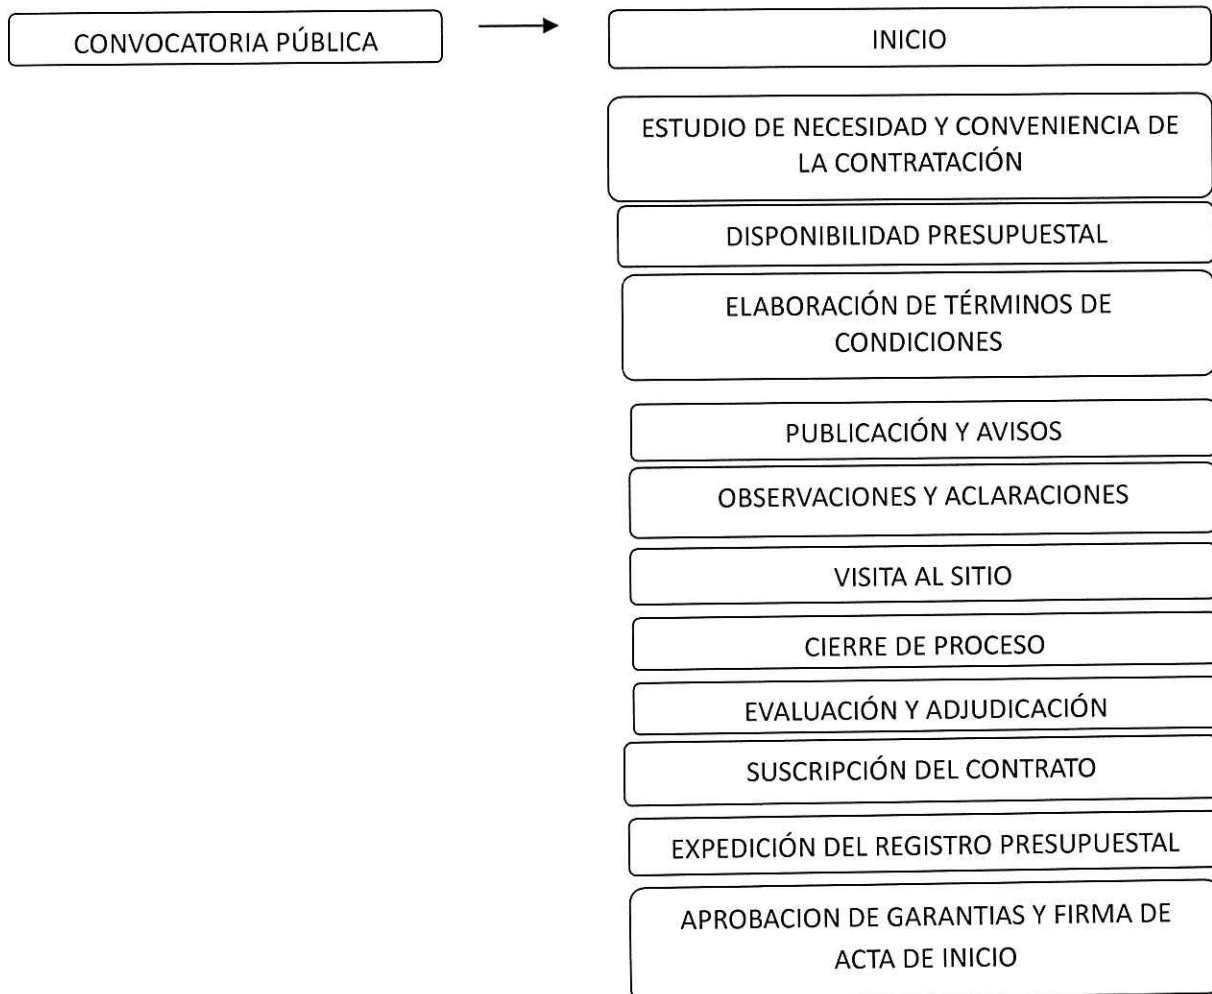 CONVOCATORIA PÚBLICA
INICIO
ESTUDIO DE NECESIDAD Y CONVENIENCIA DE
LA CONTRATACIÓN
DISPONIBILIDAD PRESUPUESTAL
ELABORACIÓN DE TÉRMINOS DE
CONDICIONES
PUBLICACIÓN Y AVISOS
OBSERVACIONES Y ACLARACIONES
VISITA AL SITIO
CIERRE DE PROCESO
EVALUACIÓN Y ADJUDICACIÓN
SUSCRIPCIÓN DEL CONTRATO
EXPEDICIÓN DEL REGISTRO PRESUPUESTAL
APROBACION DE GARANTIAS Y FIRMA DE
ACTA DE INICIO